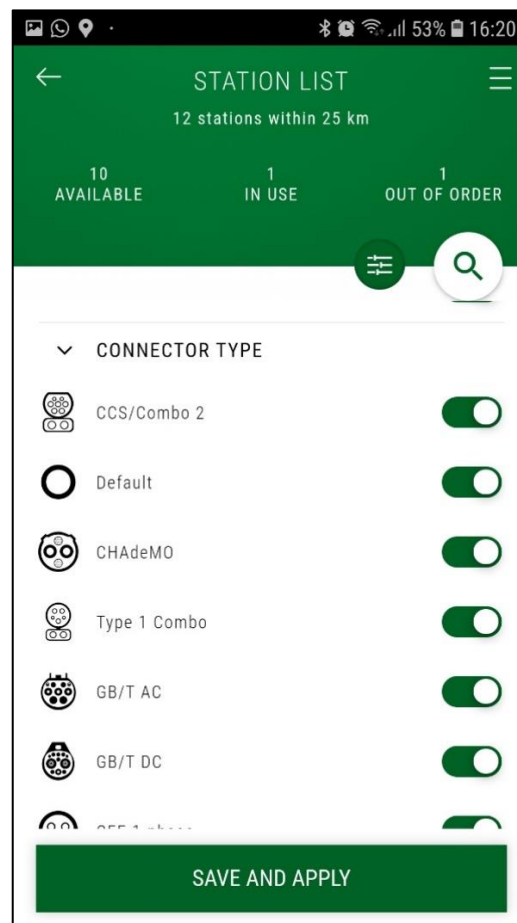 53% 16:20
STATION LIST
12 stations within 25 km
10 1 1
AVAILABLE IN USE OUT OF ORDER
CONNECTOR TYPE
CCS/Combo 2
Default
CHAdeMO
Type 1 Combo
GB/T AC
GB/T DC
SAVE AND APPLY